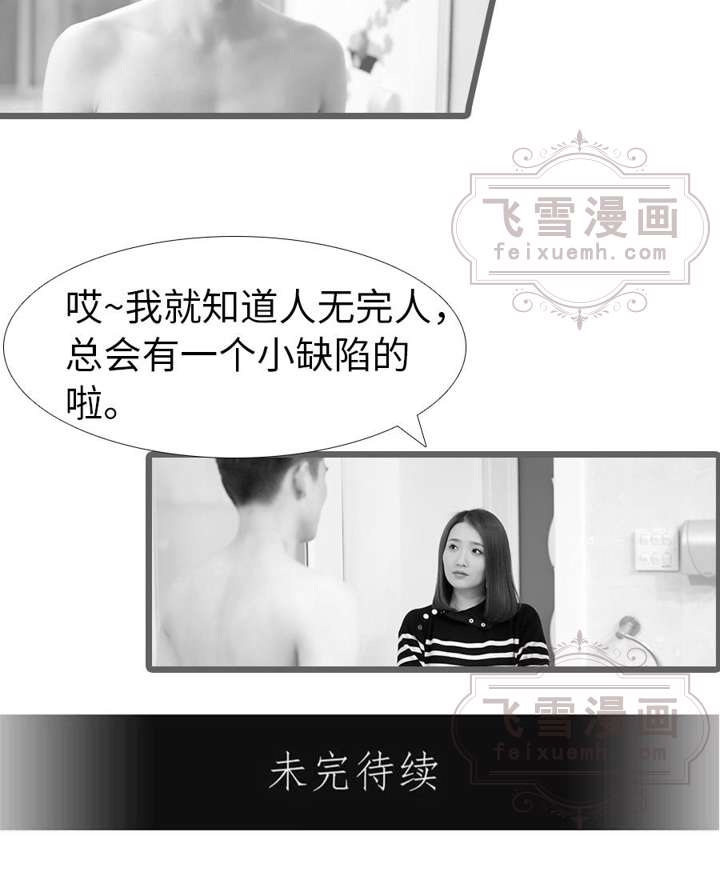 飞雪漫画
feixuemh.com
哎~我就知道人无完人，
总会有一个小缺陷的
啦。
飞雪漫画
feixuemh.com
未完待续